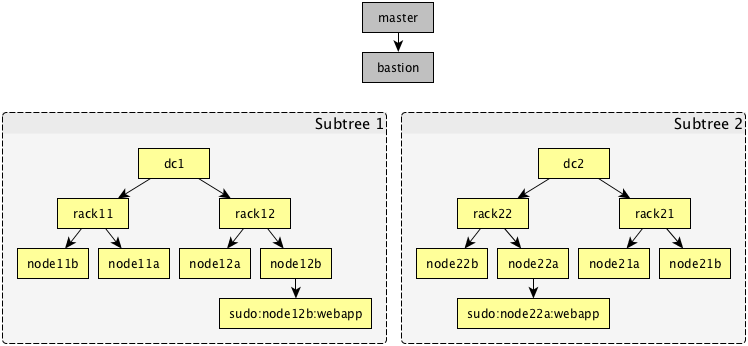 master
bastion
Subtree 1
dc1
rack11
rack12
node11b
node11a
node12a
node12b
sudo:node12b:webapp
Subtree 2
dc2
rack22
rack21
node22b
node22a
node21a
node21b
sudo:node22a:webapp